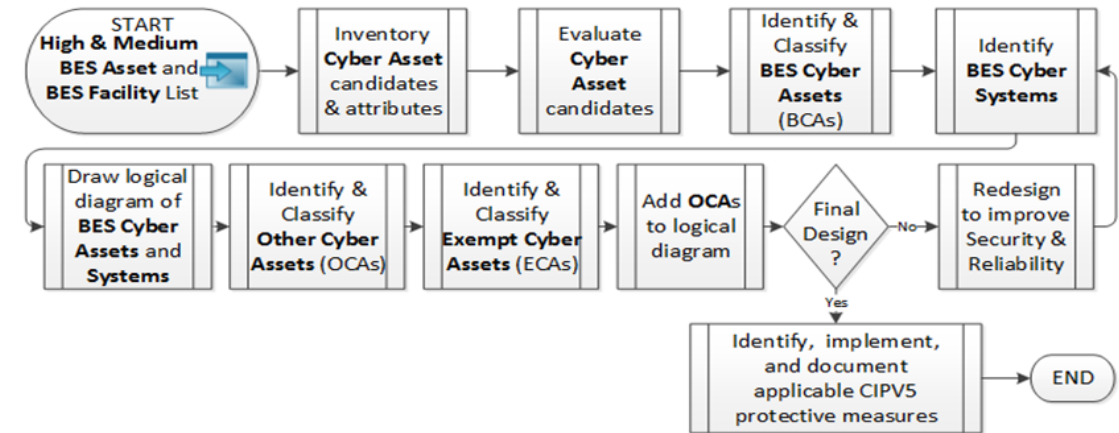 START
High & Medium
BES Asset and
BES Facility List
Inventory
Cyber Asset
candidates
& attributes
Evaluate
Cyber
Asset
candidates
Identify &
Classify
BES Cyber
Assets
(BCAs)
Identify
BES Cyber
Systems
Draw logical
diagram of
BES Cyber
Assets and
Systems
Identify &
Classify
Other Cyber
Assets (OCAs)
Identify &
Classify
Exempt Cyber
Assets (ECAs)
Add OCAs
to logical
diagram
Final
Design
?
No
Redesign
to improve
Security &
Reliability
Yes
Identify, implement,
and document
applicable CIPV5
protective measures
END